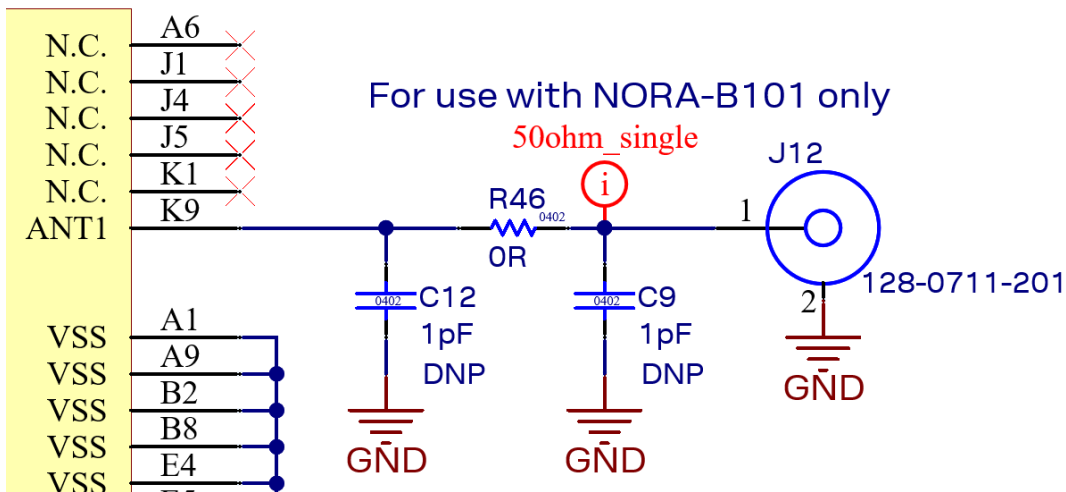 N.C. A6
N.C. J1
N.C. J4
N.C. J5
N.C. K1
ANT1 K9
For use with NORA-B101 only
50ohm_single
i
R46
0402
0R
J12
1
2
128-0711-201
GND
0402
C12
1pF
DNP
GND
0402
C9
1pF
DNP
GND
VSS A1
VSS A9
VSS B2
VSS B8
VSS E4